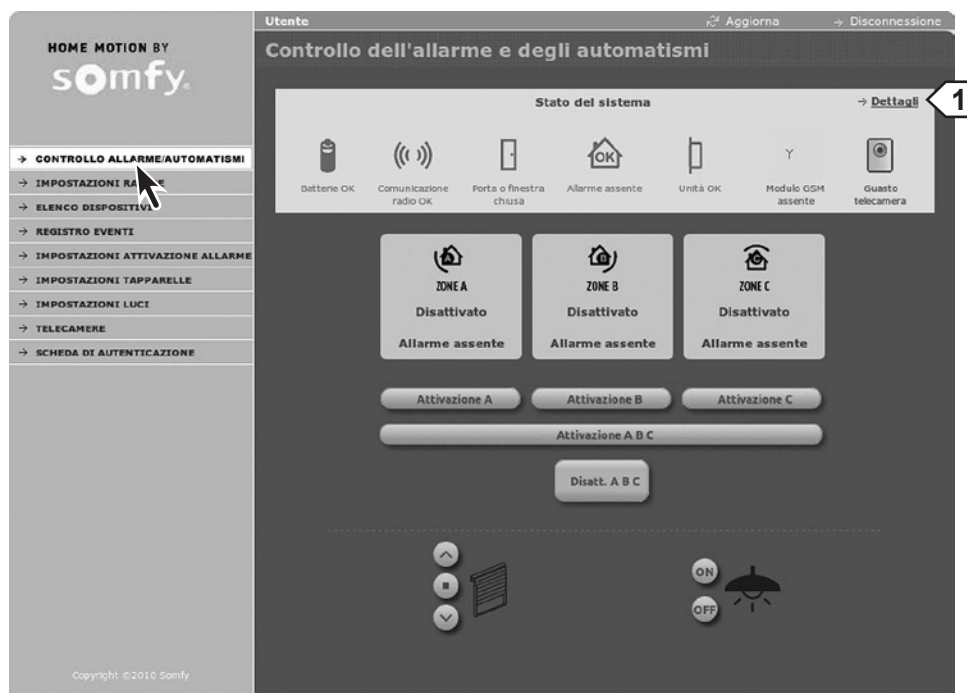 HOME MOTION BY
somfy.
Utente
Aggiorna
→ Disconnessione
Controllo dell'allarme e degli automatismi
Stato del sistema
→ Dettagli
1
OK
Batterie OK
Comunicazione
radio OK
Porta o finestra
chiusa
Allarme assente
Unità OK
Modulo GSM
assente
Guasto
telecamera
→ CONTROLLO ALLARME/AUTOMATISMI
→ IMPOSTAZIONI
→ ELENCO DISPOSITIVI
→ REGISTRO EVENTI
→ IMPOSTAZIONI ATTIVAZIONE ALLARME
→ IMPOSTAZIONI TAPPARELLE
→ IMPOSTAZIONI LUCI
→ TELECAMERE
→ SCHEDA DI AUTENTICAZIONE
A
ZONE A
Disattivato
Allarme assente
B
ZONE B
Disattivato
Allarme assente
C
ZONE C
Disattivato
Allarme assente
Attivazione A
Attivazione B
Attivazione C
Attivazione A B C
Disatt. A B C
ON
OFF
Copyright ©2010 Somfy